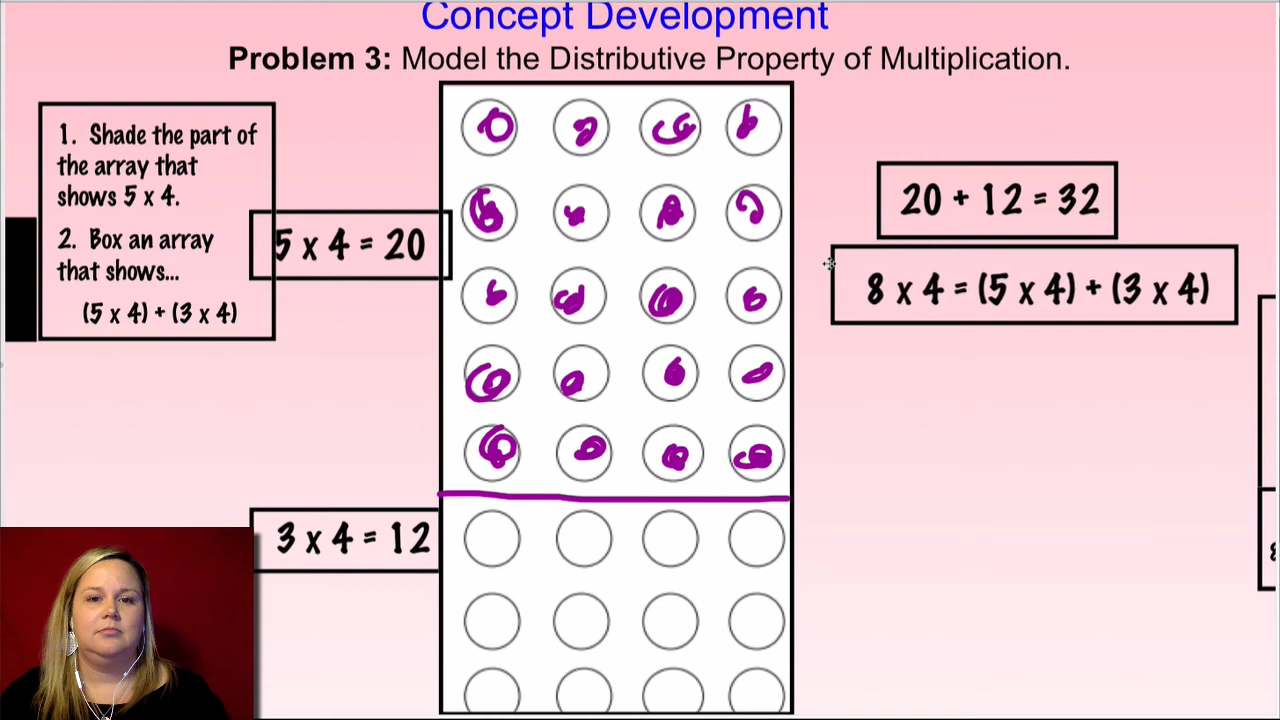 Concept Development
Problem 3: Model the Distributive Property of Multiplication.
1. Shade the part of
the array that
shows 5 x 4.
2. Box an array
that shows...
(5 x 4) + (3 x 4)
5 x 4 = 20
3 x 4 = 12
20 + 12 = 32
8 x 4 = (5 x 4) + (3 x 4)